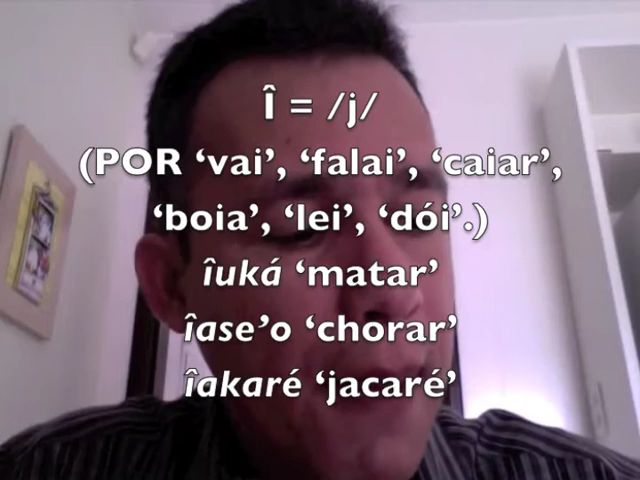 Î = /j/
(POR ‘vai’, ‘falai’, ‘caiar’,
‘boia’, ‘lei’, ‘dói’.)
îuká ‘matar’
îase’o ‘chorar’
îakaré ‘jacaré’